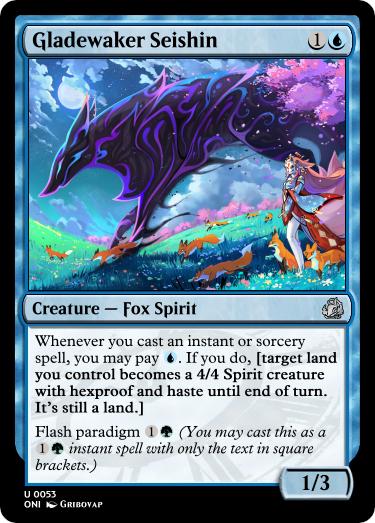 Gladewaker Seishin 1
Creature — Fox Spirit
Whenever you cast an instant or sorcery
spell, you may pay . If you do, [target land
you control becomes a 4/4 Spirit creature
with hexproof and haste until end of turn.
It's still a land.]
Flash paradigm 1 (You may cast this as a
1 instant spell with only the text in square
brackets.)
1/3
U 0053
ONI Gribovap